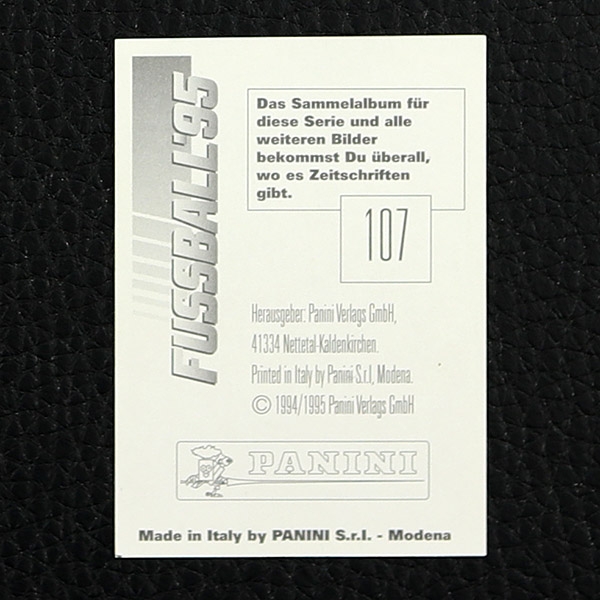 FUSSBALL'95
Das Sammelalbum für
diese Serie und alle
weiteren Bilder
bekommst Du überall,
wo es Zeitschriften
gibt.
107
Herausgeber: Panini Verlags GmbH,
41334 Nettetal-Kaldenkirchen.
Printed in Italy by Panini S.r.l, Modena.
© 1994/1995 Panini Verlags GmbH
PANINI
Made in Italy by PANINI S.r.l. - Modena